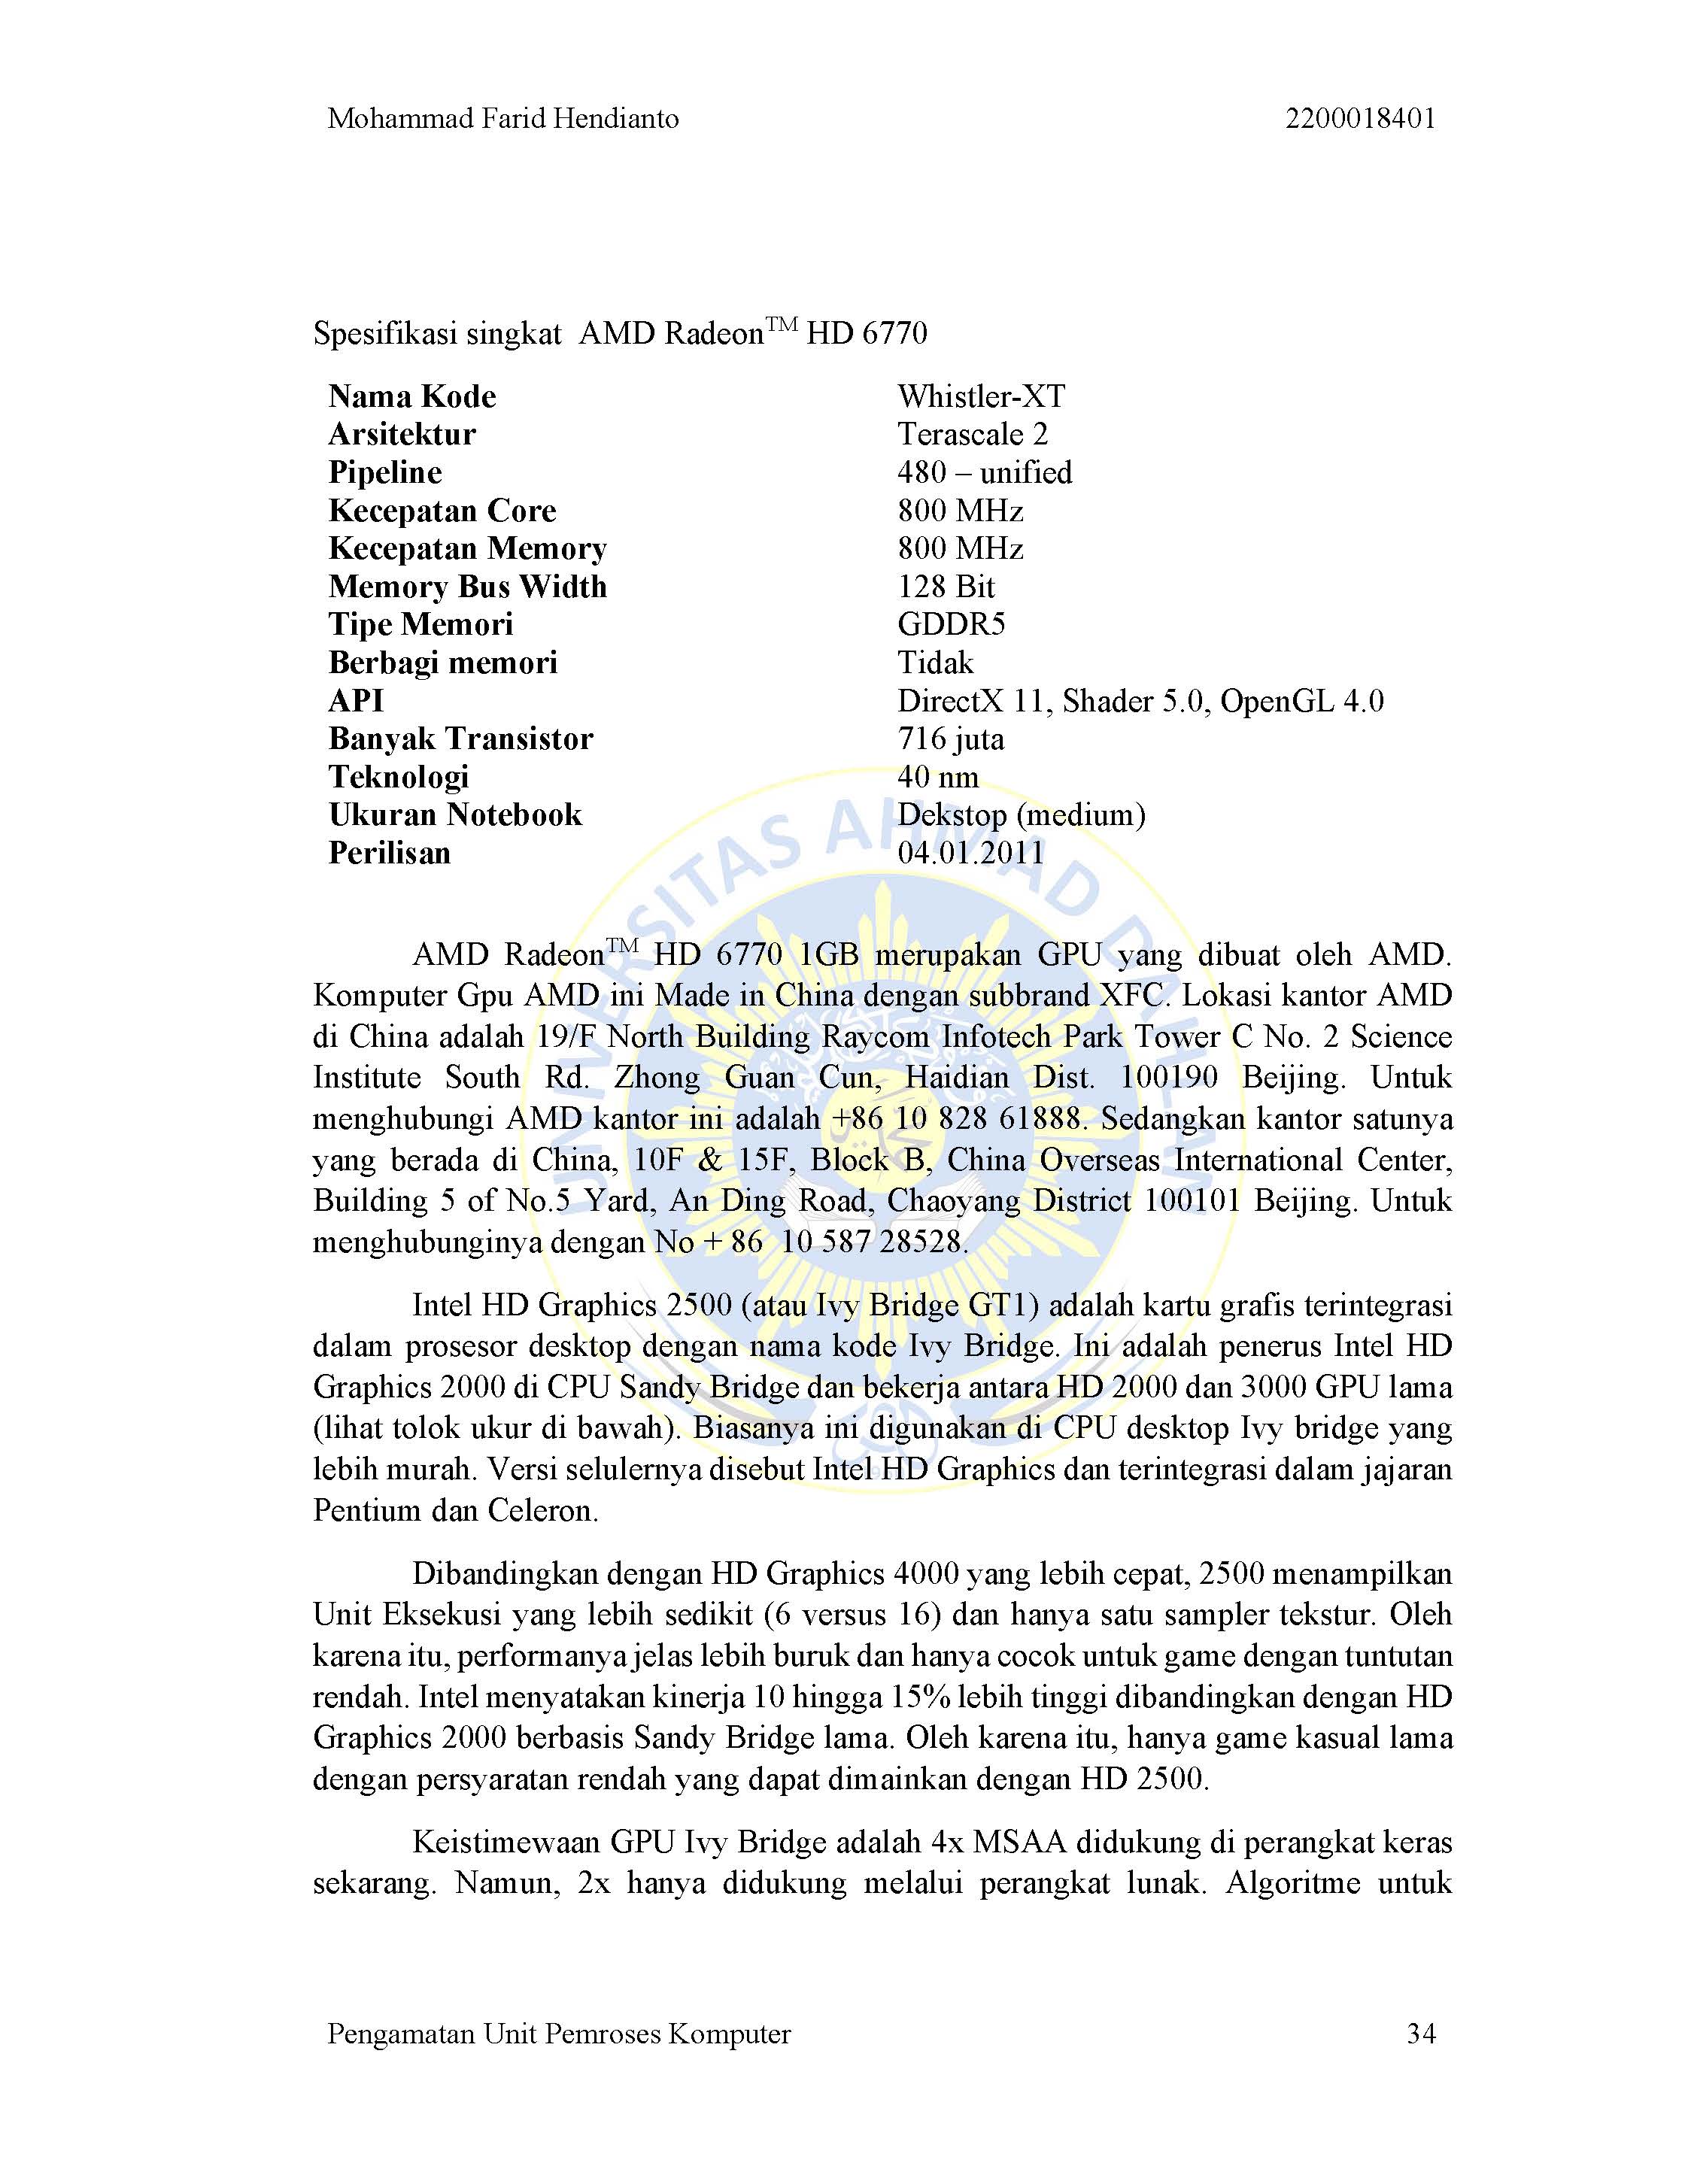 Mohammad Farid Hendianto 2200018401
Spesifikasi singkat  AMD Radeon™ HD 6770
Nama Kode Whistler-XT
Arsitektur Terascale 2
Pipeline 480 – unified
Kecepatan Core 800 MHz
Kecepatan Memory 800 MHz
Memory Bus Width 128 Bit
Tipe Memori GDDR5
Berbagi memori Tidak
API DirectX 11, Shader 5.0, OpenGL 4.0
Banyak Transistor 716 juta
Teknologi 40 nm
Ukuran Notebook Dekstop (medium)
Perilisan 04.01.2011
UNIVERSITAS AHMAD DAHLAN
AMD Radeon™ HD 6770 1GB merupakan GPU yang dibuat oleh AMD.
Komputer Gpu AMD ini Made in China dengan subbrand XFC. Lokasi kantor AMD
di China adalah 19/F North Building Raycom Infotech Park Tower C No. 2 Science
Institute South Rd. Zhong Guan Cun, Haidian Dist. 100190 Beijing. Untuk
menghubungi AMD kantor ini adalah +86 10 828 61888. Sedangkan kantor satunya
yang berada di China, 10F & 15F, Block B, China Overseas International Center,
Building 5 of No.5 Yard, An Ding Road, Chaoyang District 100101 Beijing. Untuk
menghubunginya dengan No + 86  10 587 28528.
Intel HD Graphics 2500 (atau Ivy Bridge GT1) adalah kartu grafis terintegrasi
dalam prosesor desktop dengan nama kode Ivy Bridge. Ini adalah penerus Intel HD
Graphics 2000 di CPU Sandy Bridge dan bekerja antara HD 2000 dan 3000 GPU lama
(lihat tolok ukur di bawah). Biasanya ini digunakan di CPU desktop Ivy bridge yang
lebih murah. Versi selulernya disebut Intel HD Graphics dan terintegrasi dalam jajaran
Pentium dan Celeron.
Dibandingkan dengan HD Graphics 4000 yang lebih cepat, 2500 menampilkan
Unit Eksekusi yang lebih sedikit (6 versus 16) dan hanya satu sampler tekstur. Oleh
karena itu, performanya jelas lebih buruk dan hanya cocok untuk game dengan tuntutan
rendah. Intel menyatakan kinerja 10 hingga 15% lebih tinggi dibandingkan dengan HD
Graphics 2000 berbasis Sandy Bridge lama. Oleh karena itu, hanya game kasual lama
dengan persyaratan rendah yang dapat dimainkan dengan HD 2500.
Keistimewaan GPU Ivy Bridge adalah 4x MSAA didukung di perangkat keras
sekarang. Namun, 2x hanya didukung melalui perangkat lunak. Algoritme untuk
Pengamatan Unit Pemroses Komputer 34